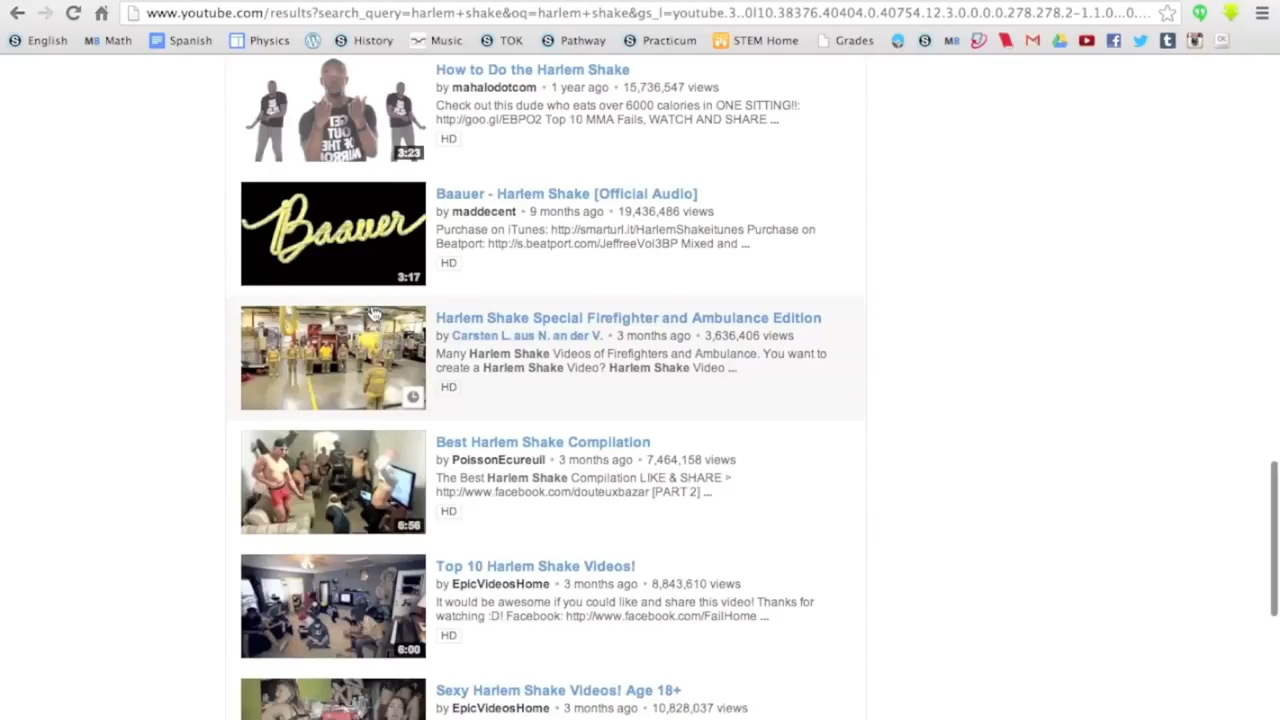 www.youtube.com/results?search_query=harlem+shake&oq=harlem+shake&gs_l=youtube.3..0l10.38376.40404.0.40754.12.3.0.0.0.0.278.278.2-1.1.0...0....
English Math Spanish Physics History Music TOK Pathway Practicum STEM Home Grades
How to Do the Harlem Shake
by mahalodotcom • 1 year ago • 15,736,547 views
Check out this dude who eats over 6000 calories in ONE SITTING!!:
http://goo.gl/EBPO2 Top 10 MMA Fails, WATCH AND SHARE ...
HD
3:23
Baauer - Harlem Shake [Official Audio]
by maddecent • 9 months ago • 19,436,486 views
Purchase on iTunes: http://smarturl.it/HarlemShakeitunes Purchase on
Beatport: http://s.beatport.com/JeffreeVol3BP Mixed and ...
HD
Baauer
3:17
Harlem Shake Special Firefighter and Ambulance Edition
by Carsten L. aus N. an der V. • 3 months ago • 3,636,406 views
Many Harlem Shake Videos of Firefighters and Ambulance. You want to
create a Harlem Shake Video? Harlem Shake Video ...
HD
Best Harlem Shake Compilation
by PoissonEcureuil • 3 months ago • 7,464,158 views
The Best Harlem Shake Compilation LIKE & SHARE >
http://www.facebook.com/douteuxbazar [PART 2] ...
HD
6:56
Top 10 Harlem Shake Videos!
by EpicVideosHome • 3 months ago • 8,843,610 views
It would be awesome if you could like and share this video! Thanks for
watching :D! Facebook: http://www.facebook.com/FailHome ...
HD
6:00
Sexy Harlem Shake Videos! Age 18+
by EpicVideosHome • 3 months ago • 10,828,037 views